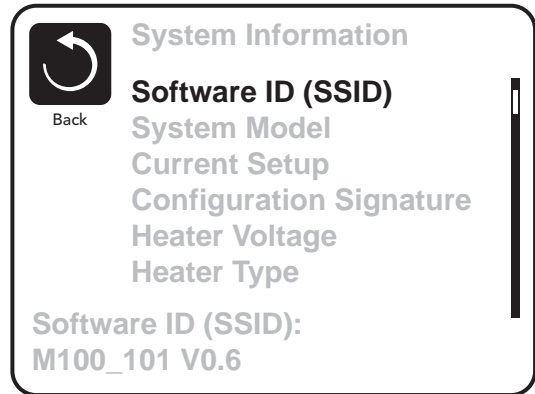 System Information
Back
Software ID (SSID)
System Model
Current Setup
Configuration Signature
Heater Voltage
Heater Type
Software ID (SSID):
M100_101 V0.6